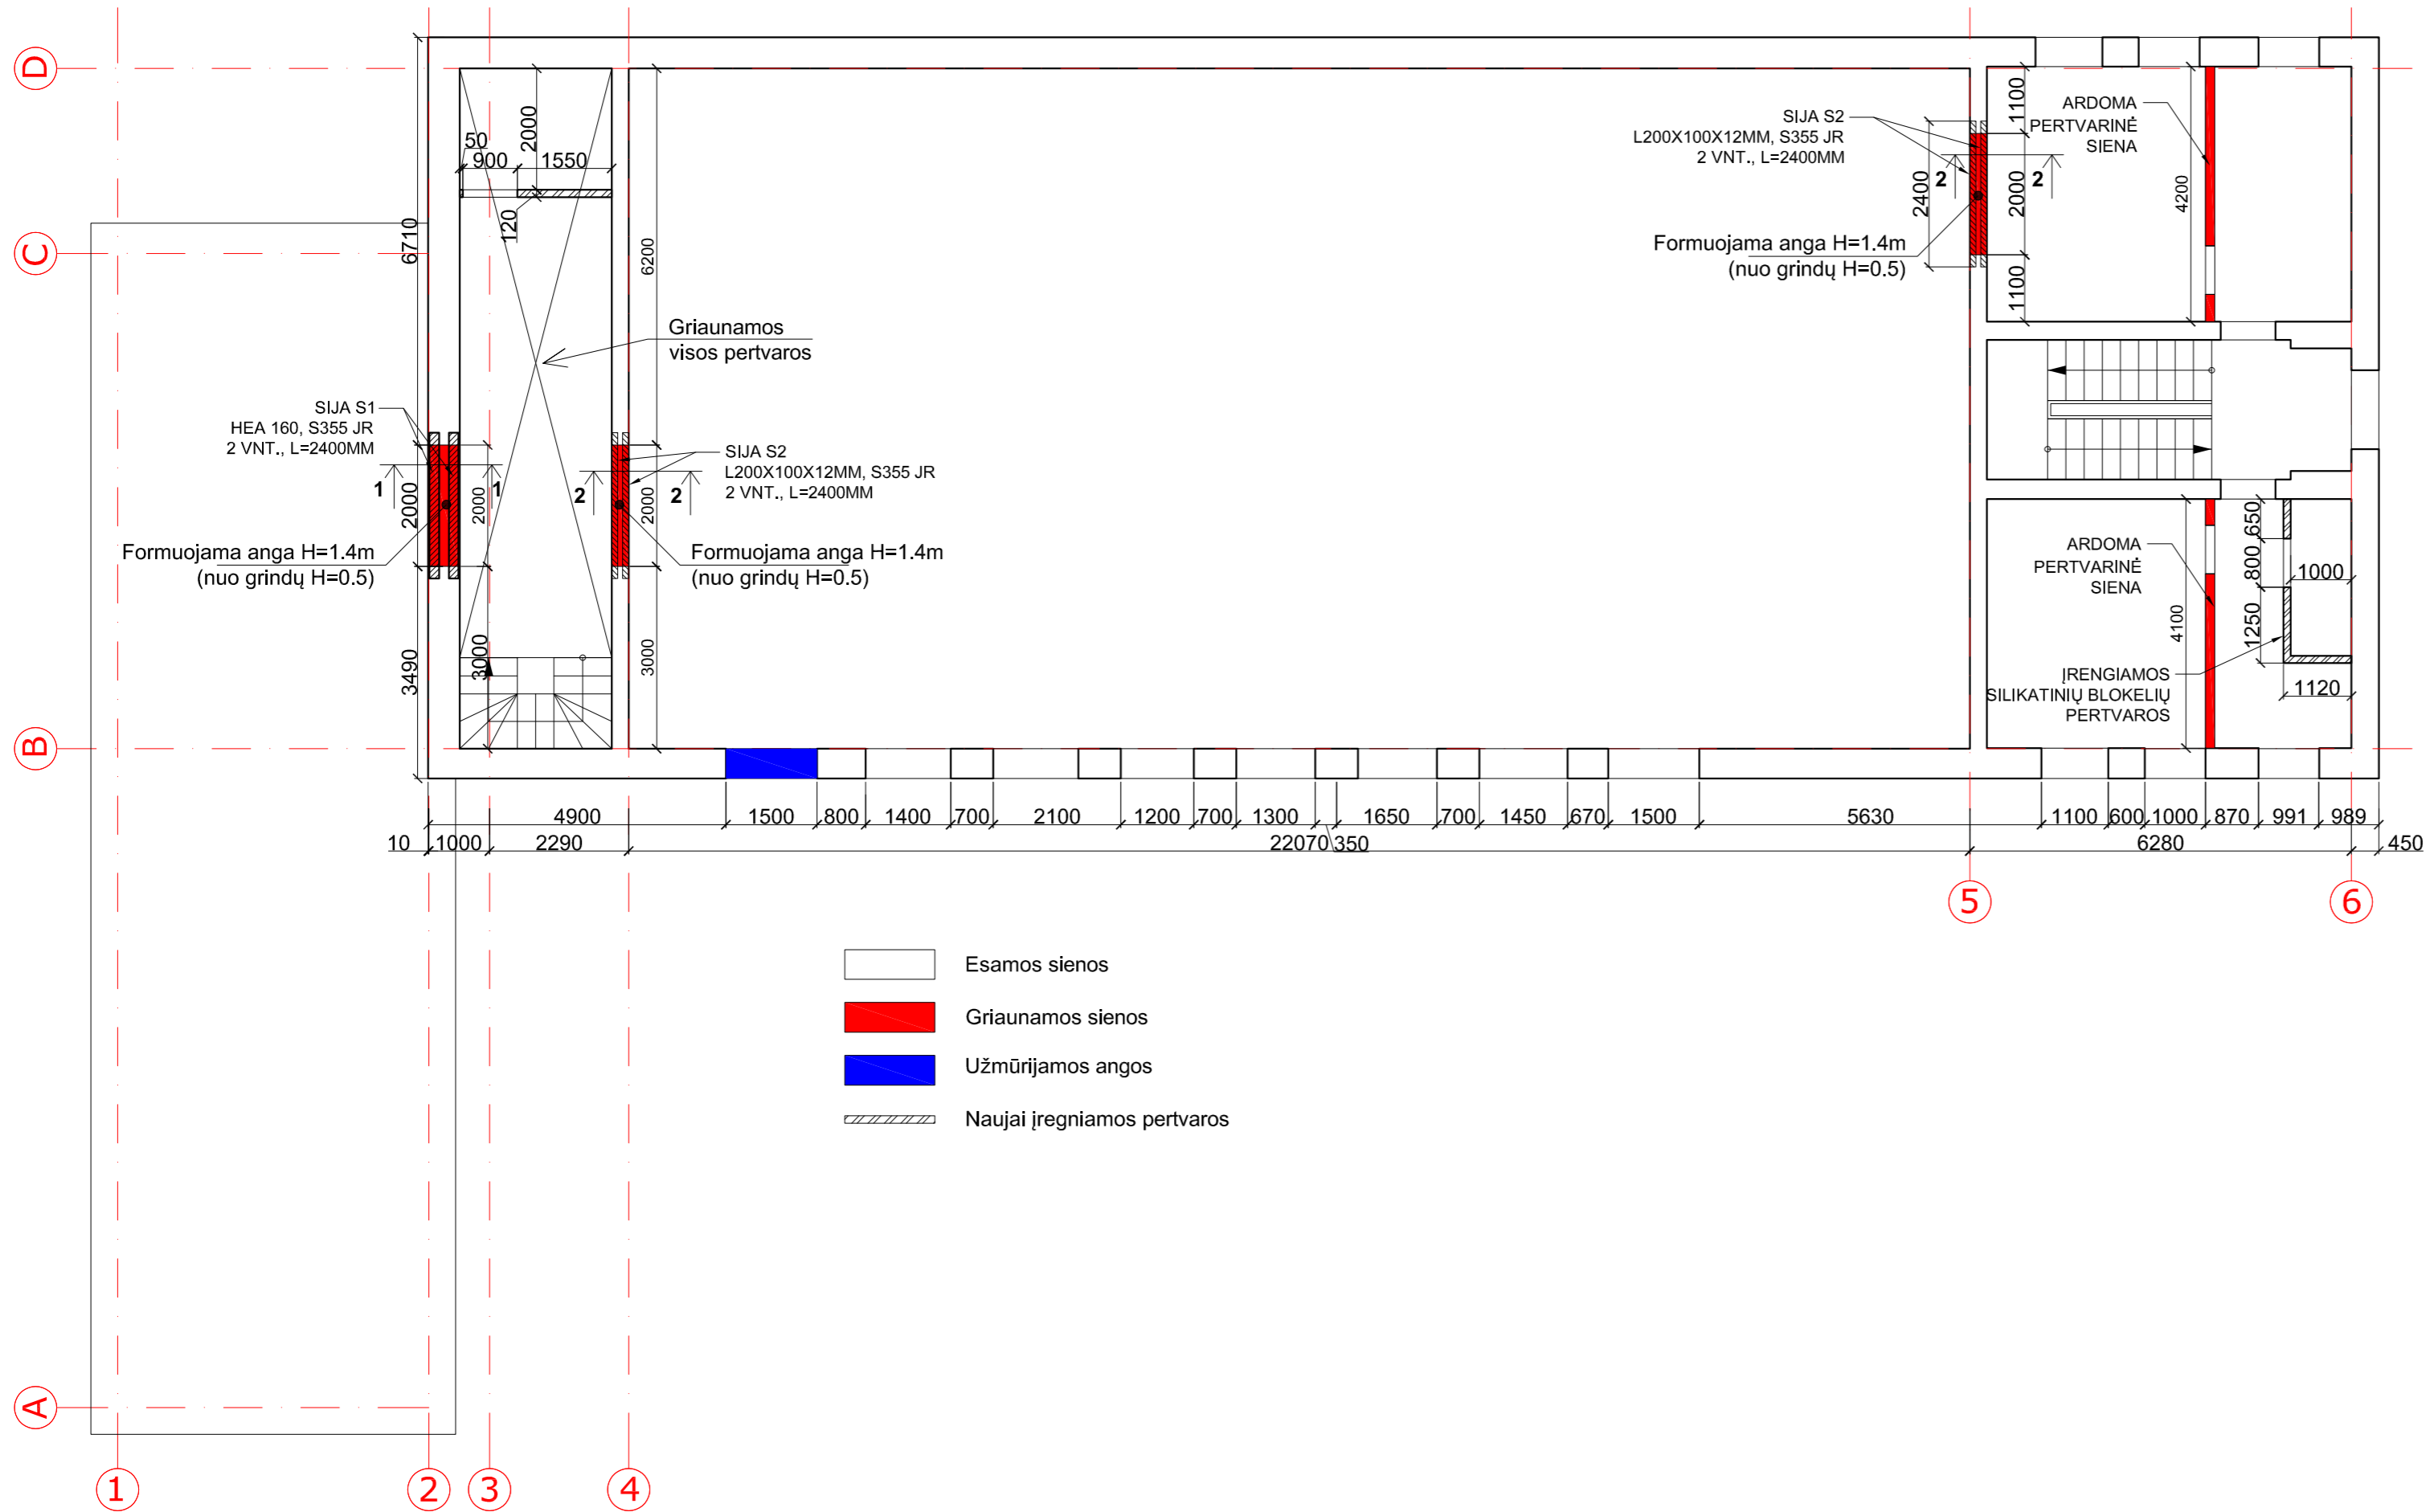 D
C
B
A
1
2
3
4
5
6
6710
2000
3490
50
900
1550
2000
120
6200
2000
3000
2000
3000
Griaunamos
visos pertvaros
SIJA S1
HEA 160, S355 JR
2 VNT., L=2400MM
1
1
Formuojama anga H=1.4m
(nuo grindų H=0.5)
SIJA S2
L200X100X12MM, S355 JR
2 VNT., L=2400MM
2
2
Formuojama anga H=1.4m
(nuo grindų H=0.5)
SIJA S2
L200X100X12MM, S355 JR
2 VNT., L=2400MM
2
2
2400
1100
2000
1100
Formuojama anga H=1.4m
(nuo grindų H=0.5)
ARDOMA
PERTVARINĖ
SIENA
4200
ARDOMA
PERTVARINĖ
SIENA
4100
650
800
1250
1000
1120
ĮRENGIAMOS
SILIKATINIŲ BLOKELIŲ
PERTVAROS
4900
1500
800
1400
700
2100
1200
700
1300
1650
700
1450
670
1500
5630
1100
600
1000
870
991
989
10
1000
2290
22070
350
6280
450
Esamos sienos
Griaunamos sienos
Užmūrijamos angos
Naujai įregniamos pertvaros